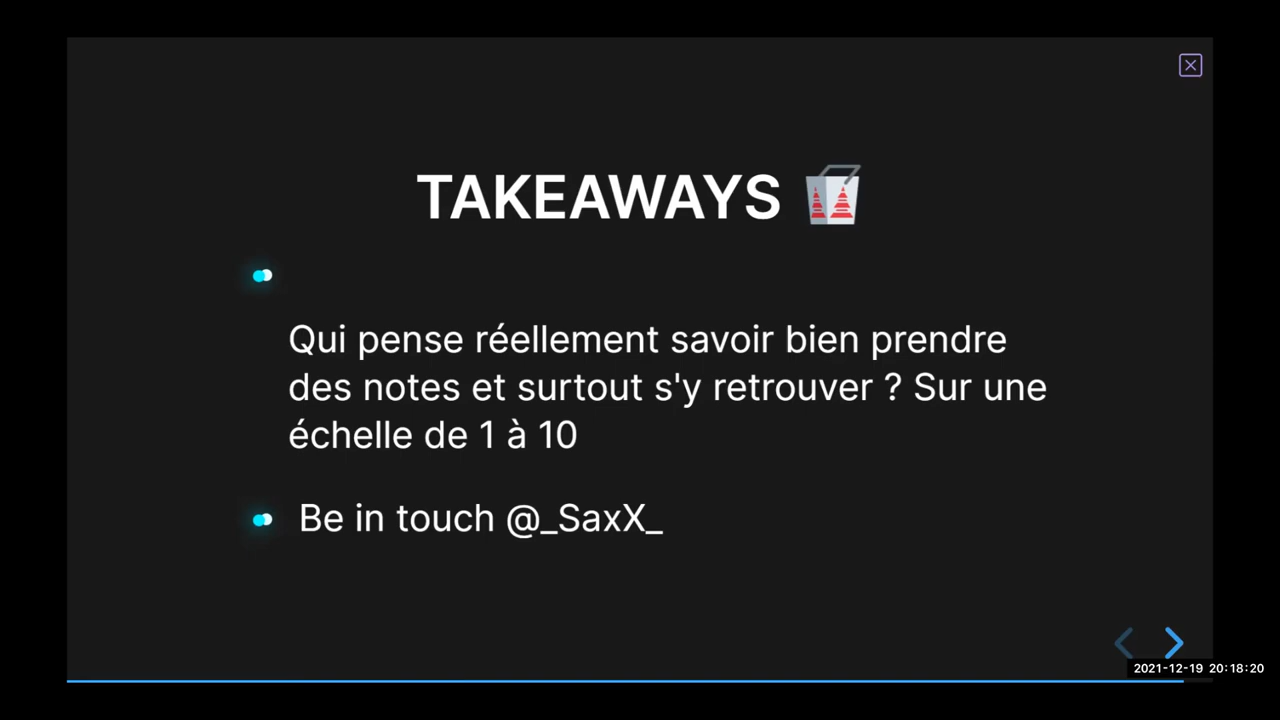 TAKEAWAYS
Qui pense réellement savoir bien prendre
des notes et surtout s'y retrouver ? Sur une
échelle de 1 à 10
Be in touch @_SaxX_
2021-12-19 20:18:20